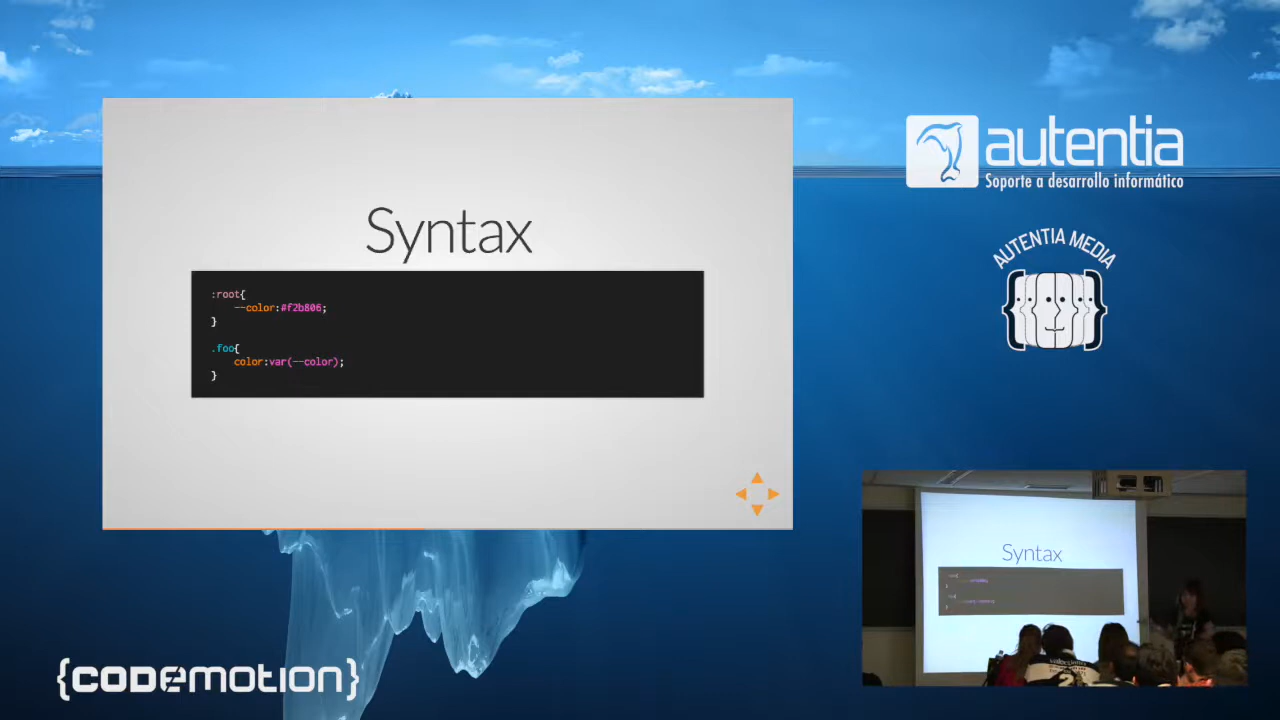 Syntax
:root{
--color:#f2b806;
}
.foo{
color:var(--color);
}
autentia
Soporte a desarrollo informático
AUTENTIA MEDIA
Syntax
{CODEMOTION}